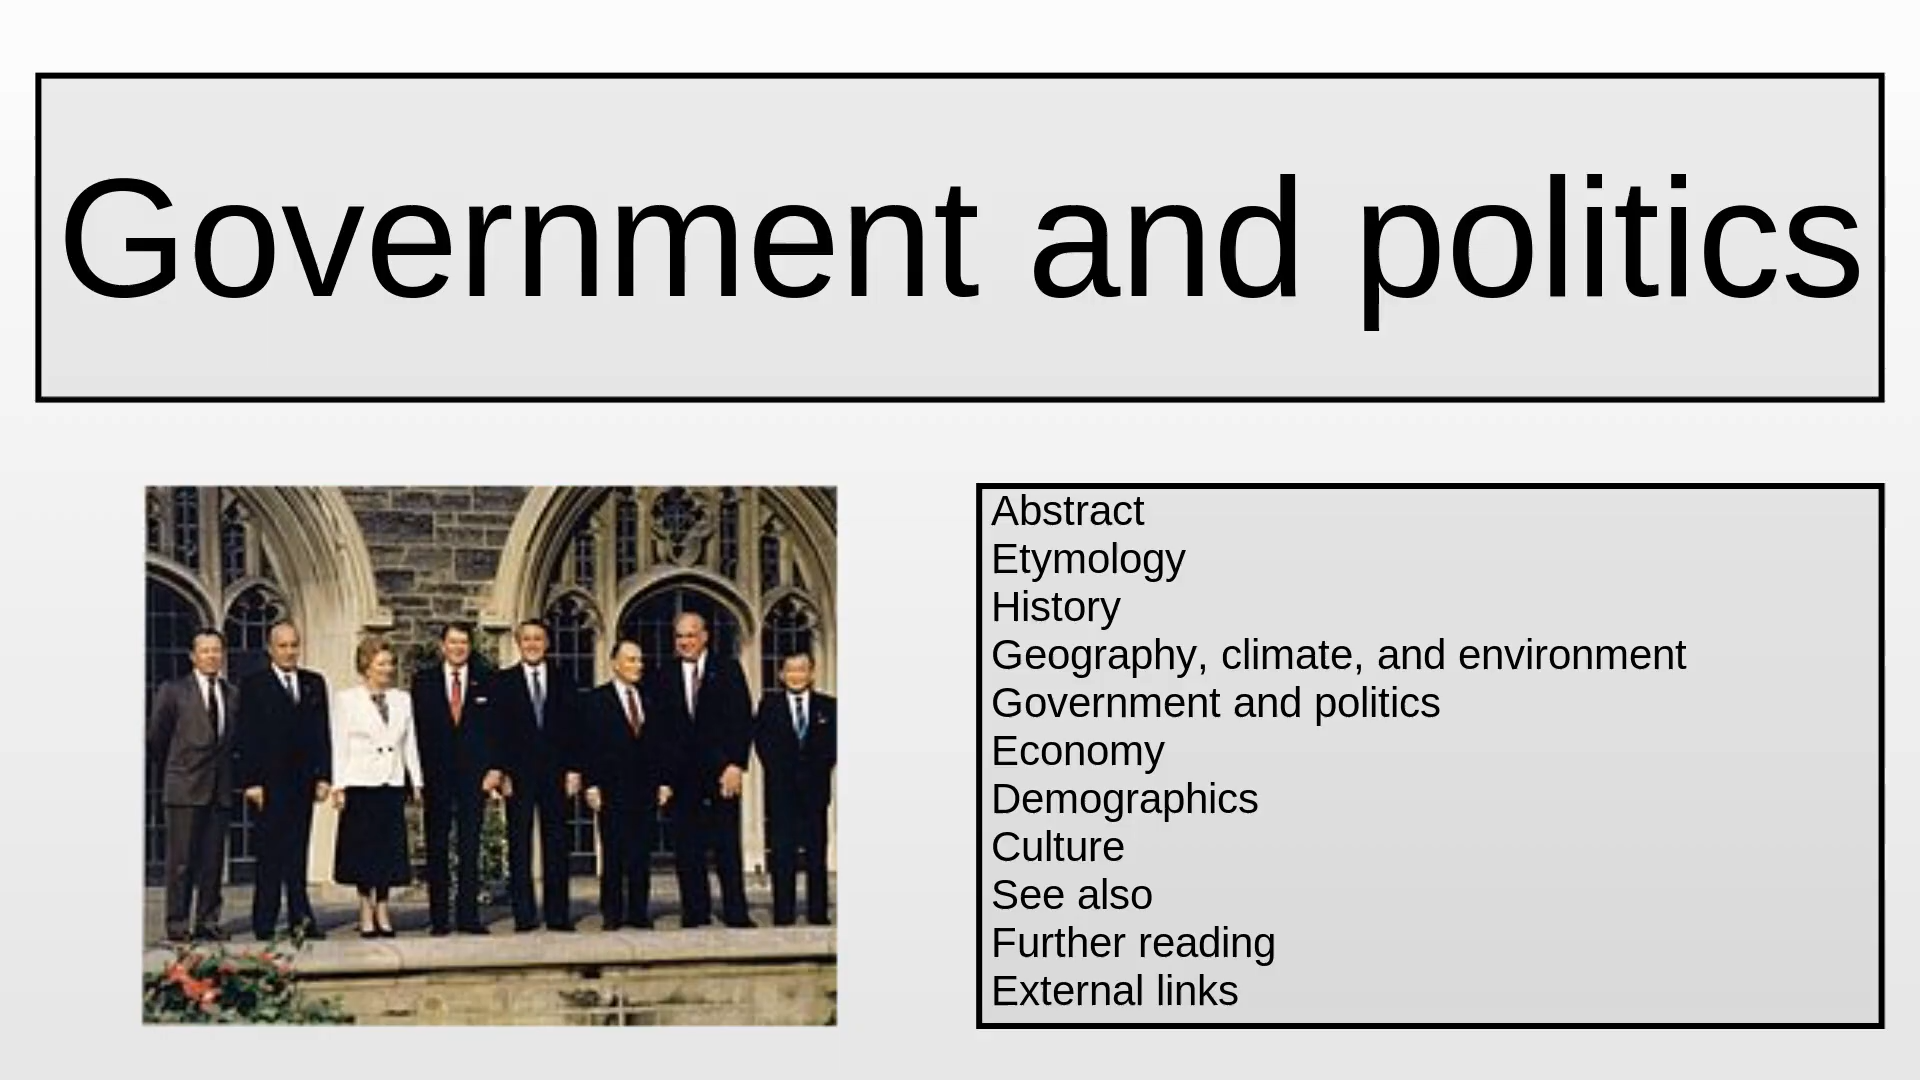 Government and politics
Abstract
Etymology
History
Geography, climate, and environment
Government and politics
Economy
Demographics
Culture
See also
Further reading
External links